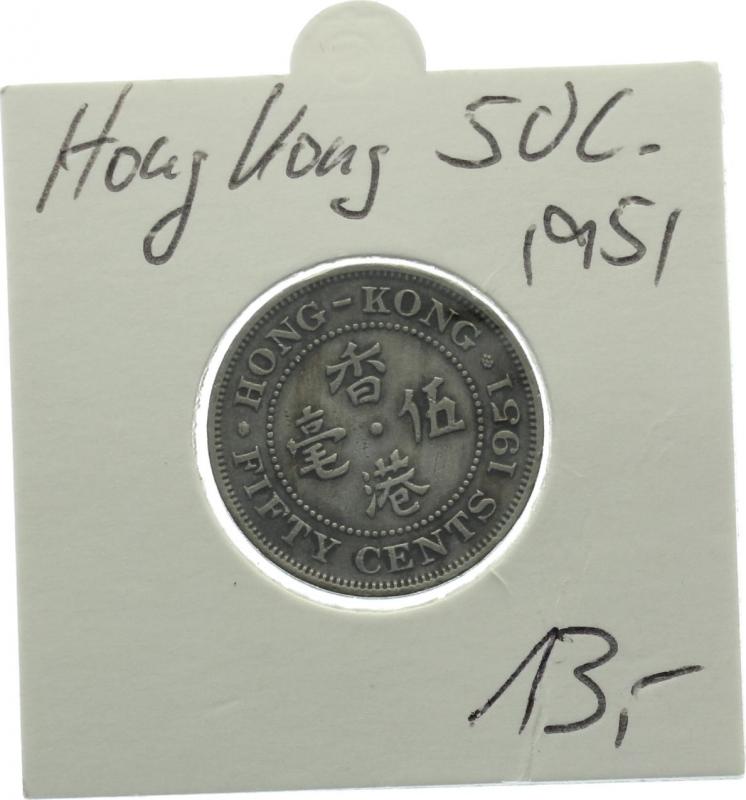 Hong Kong 50C.
1951
HONG-KONG
香
伍
毫
港
FIFTY CENTS 1951
13,-